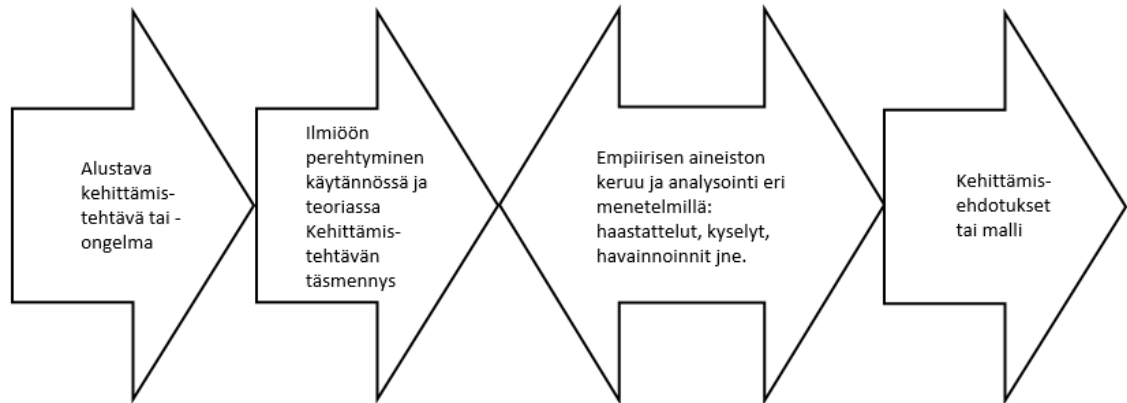 Alustava
kehittämis-
tehtävä tai -
ongelma
Ilmiöön
perehtyminen
käytännössä ja
teoriassa
Kehittämis-
tehtävän
täsmennys
Empiirisen aineiston
keruu ja analysointi eri
menetelmillä:
haastattelut, kyselyt,
havainnoinnit jne.
Kehittämis-
ehdotukset
tai malli